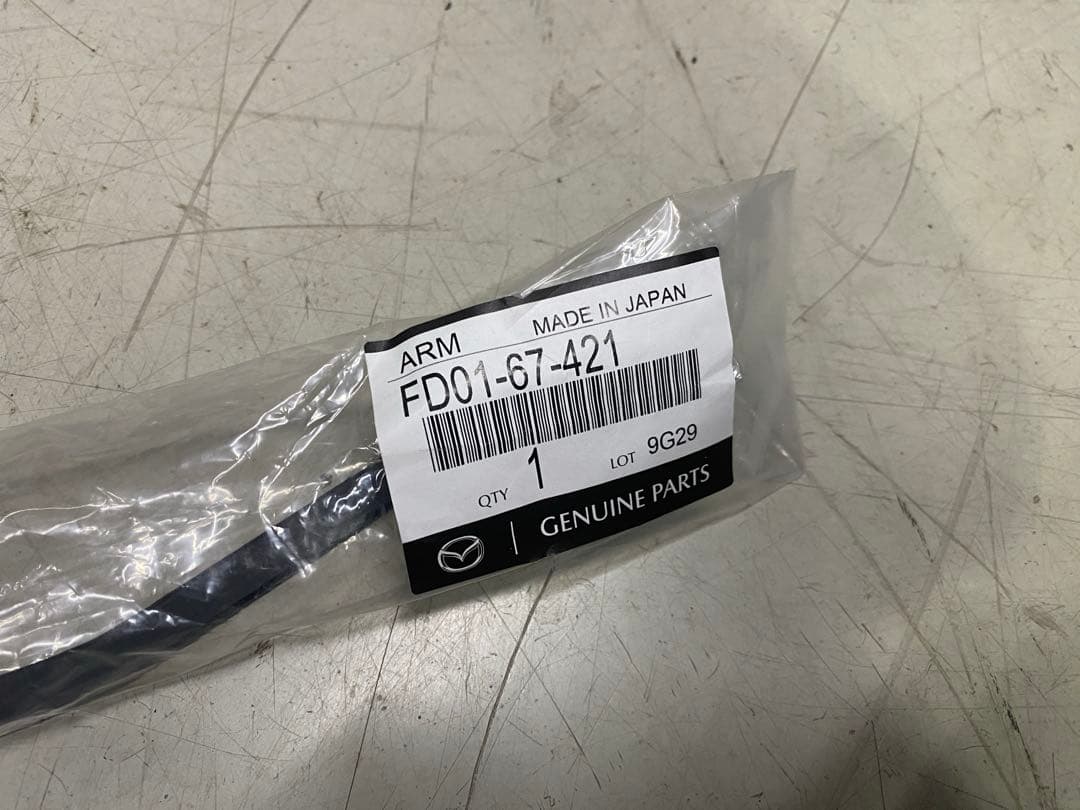 ARM MADE IN JAPAN
FD01-67-421
QTY 1 LOT 9G29
GENUINE PARTS